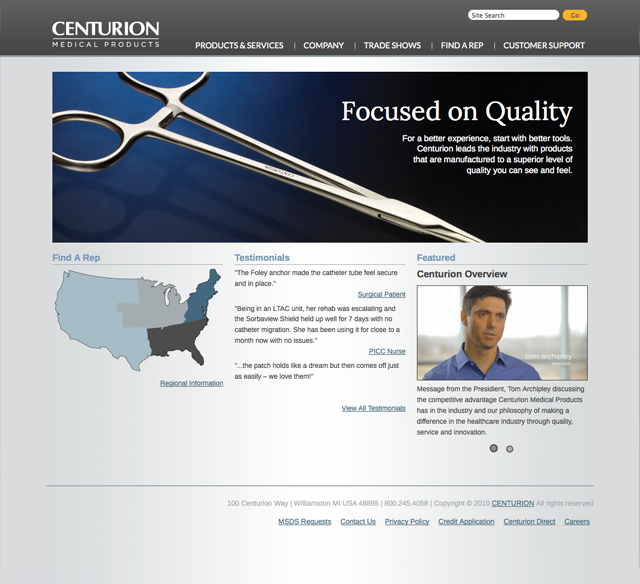 Site Search
Go
CENTURION
MEDICAL PRODUCTS
PRODUCTS & SERVICES | COMPANY | TRADE SHOWS | FIND A REP | CUSTOMER SUPPORT
Focused on Quality
For a better experience, start with better tools.
Centurion leads the industry with products
that are manufactured to a superior level of
quality you can see and feel.
Find A Rep
Regional Information
Testimonials
"The Foley anchor made the catheter tube feel secure
and in place."
Surgical Patient
"Being in an LTAC unit, her rehab was escalating and
the Sorbaview Shield held up well for 7 days with no
catheter migration. She has been using it for close to a
month now with no issues."
PICC Nurse
"...the patch holds like a dream but then comes off just
as easily – we love them!"
View All Testimonials
Featured
Centurion Overview
tom archipley
Message from the President, Tom Archipley discussing
the competitive advantage Centurion Medical Products
has in the industry and our philosophy of making a
difference in the healthcare industry through quality,
service and innovation.
100 Centurion Way | Williamston MI USA 48895 | 800.245.4058 | Copyright © 2010 CENTURION All rights reserved
MSDS Requests Contact Us Privacy Policy Credit Application Centurion Direct Careers